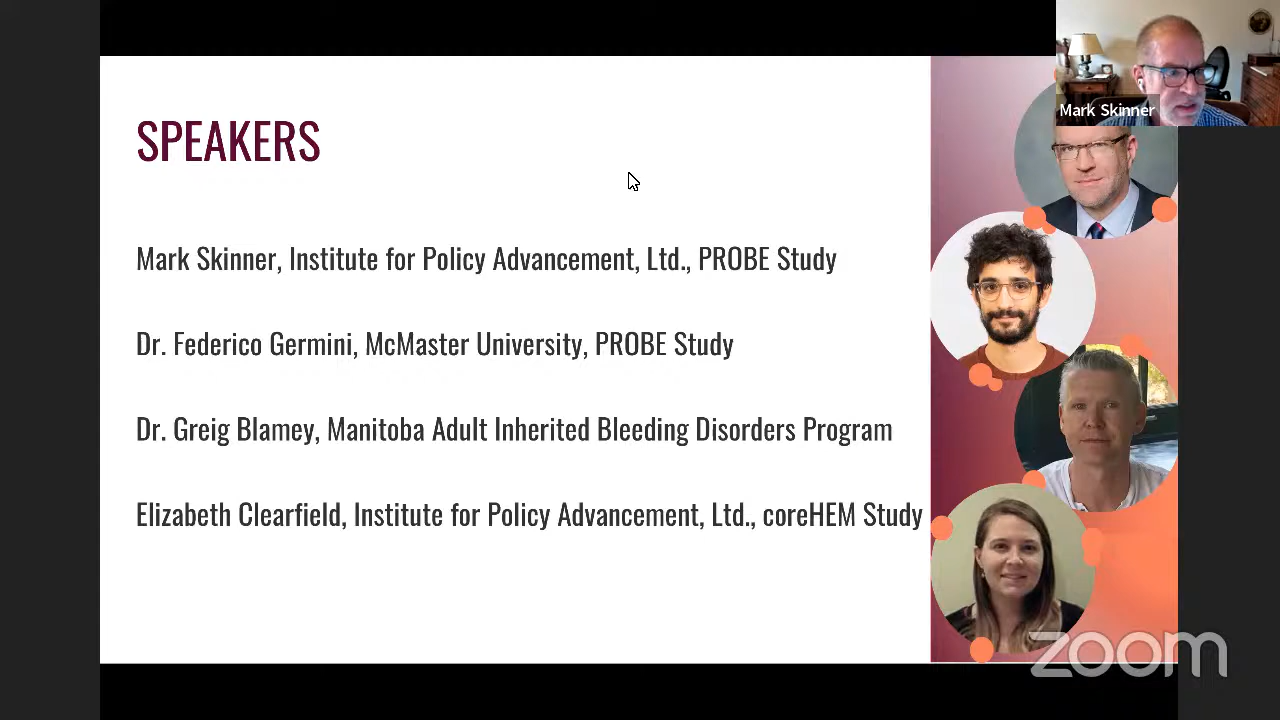 SPEAKERS
Mark Skinner
Mark Skinner, Institute for Policy Advancement, Ltd., PROBE Study
Dr. Federico Germini, McMaster University, PROBE Study
Dr. Greig Blamey, Manitoba Adult Inherited Bleeding Disorders Program
Elizabeth Clearfield, Institute for Policy Advancement, Ltd., coreHEM Study
zoom